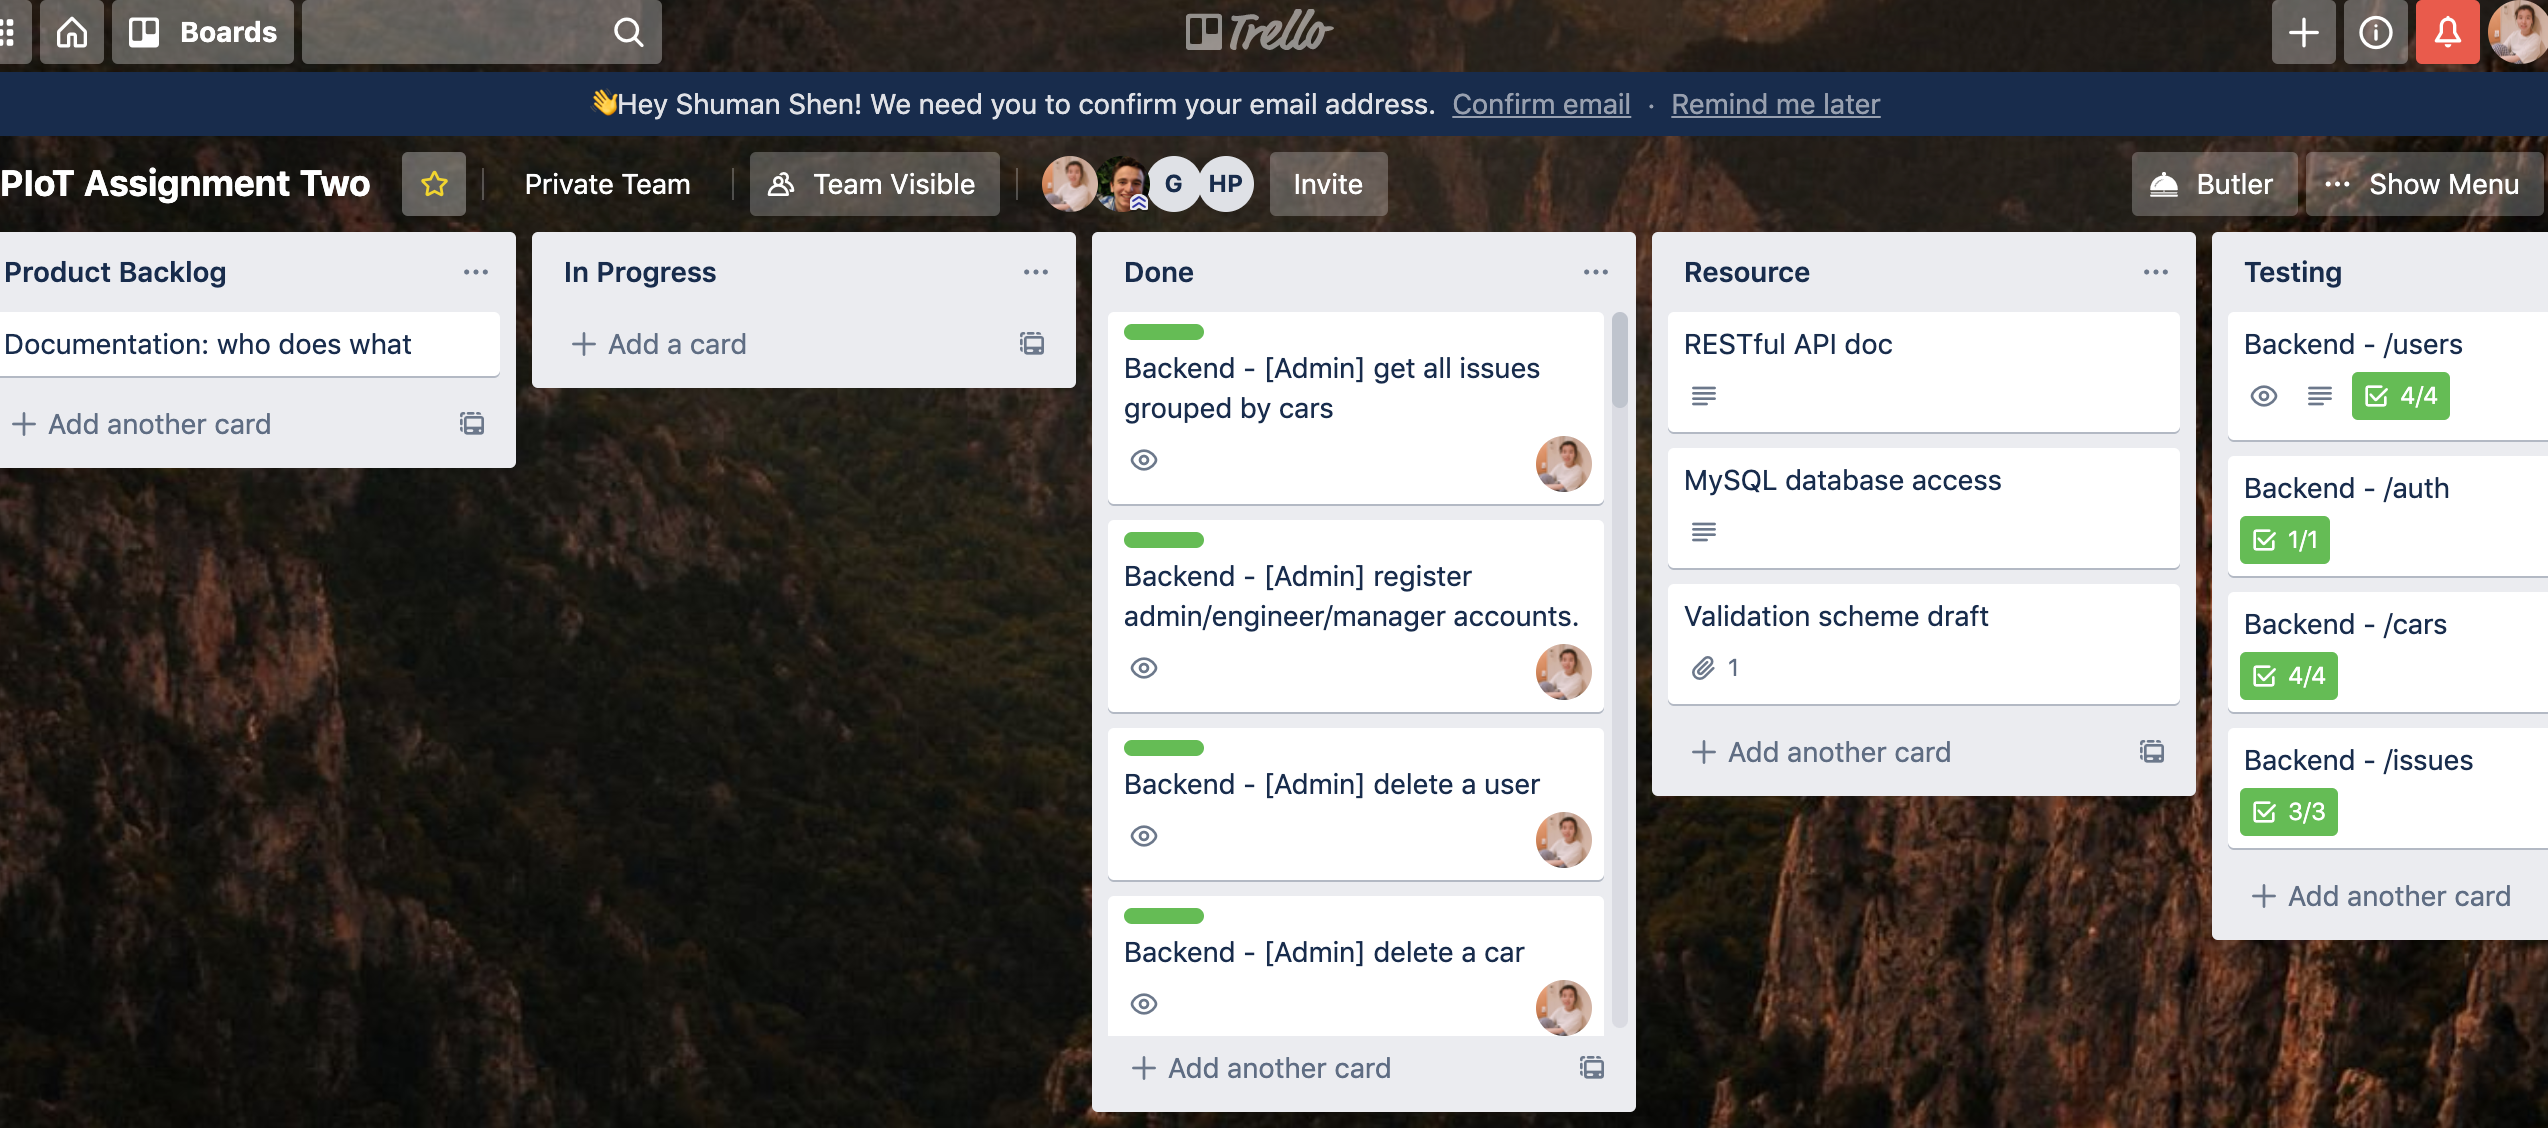 Boards
Trello
👋Hey Shuman Shen! We need you to confirm your email address. Confirm email · Remind me later
PIoT Assignment Two
Private Team
Team Visible
G
HP
Invite
Butler
··· Show Menu
Product Backlog
Documentation: who does what
+ Add another card
In Progress
+ Add a card
Done
Backend - [Admin] get all issues
grouped by cars
Backend - [Admin] register
admin/engineer/manager accounts.
Backend - [Admin] delete a user
Backend - [Admin] delete a car
+ Add another card
Resource
RESTful API doc
MySQL database access
Validation scheme draft
1
+ Add another card
Testing
Backend - /users
4/4
Backend - /auth
1/1
Backend - /cars
4/4
Backend - /issues
3/3
+ Add another card